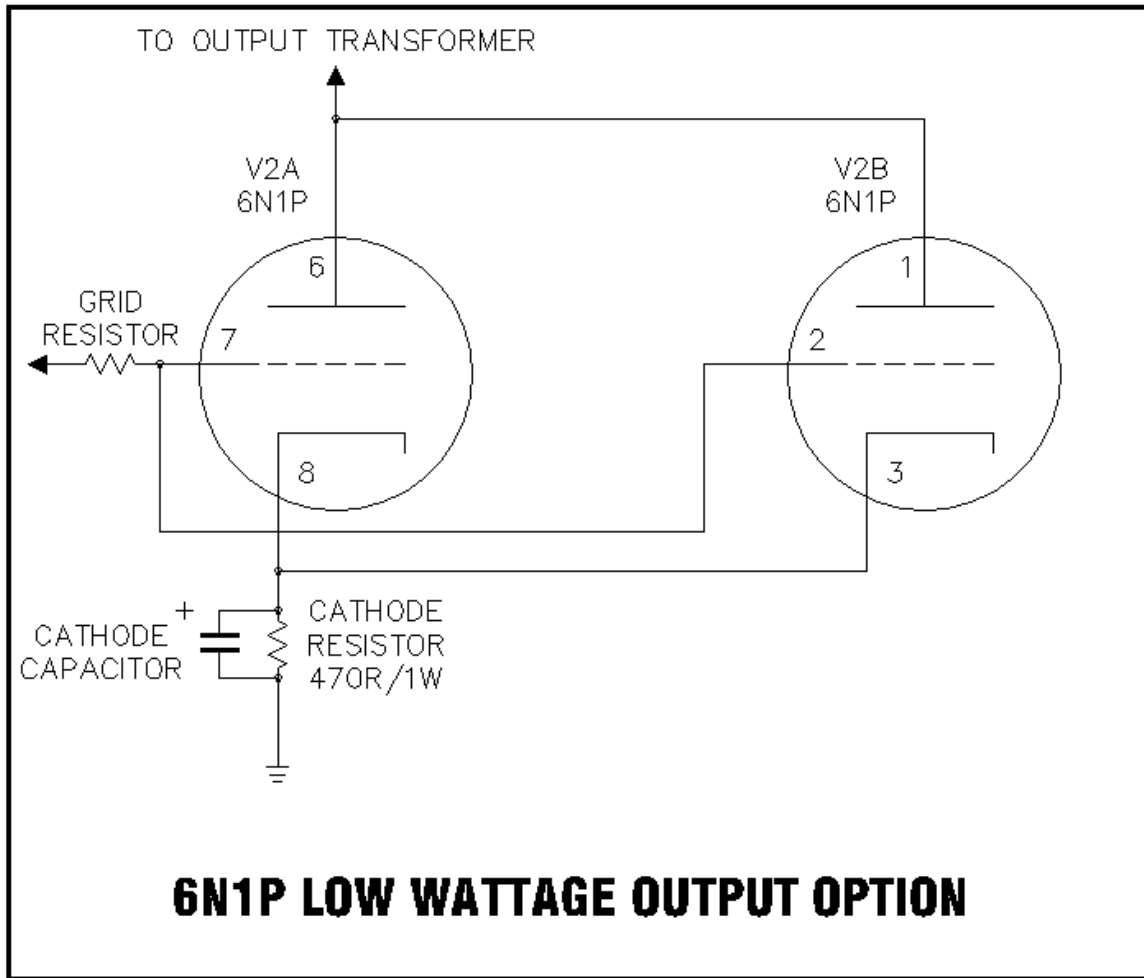 TO OUTPUT TRANSFORMER
V2A
6N1P
V2B
6N1P
6
1
GRID
RESISTOR
7
2
8
3
+
CATHODE
CAPACITOR
CATHODE
RESISTOR
470R/1W
6N1P LOW WATTAGE OUTPUT OPTION